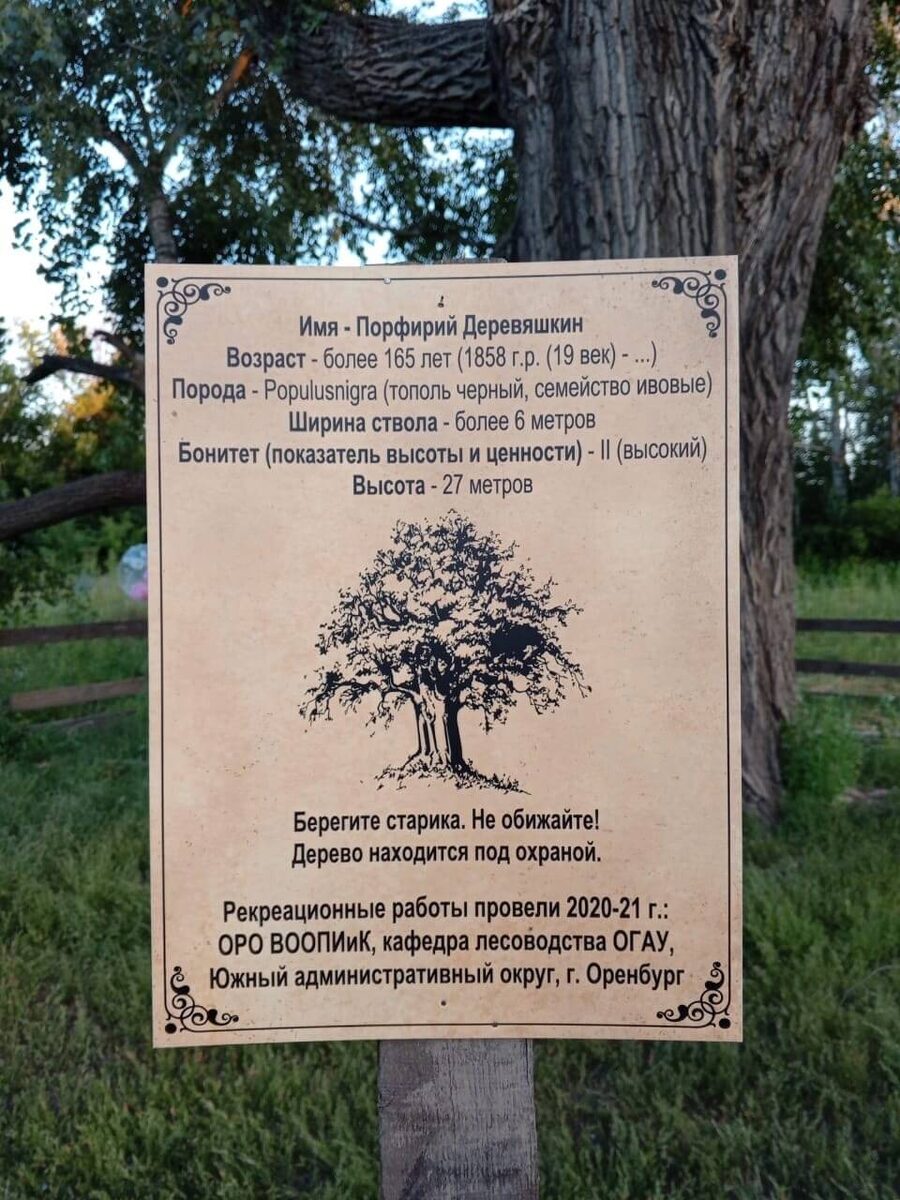 Имя - Порфирий Деревяшкин
Возраст - более 165 лет (1858 г.р. (19 век) - ...)
Порода - Populusnigra (тополь черный, семейство ивовые)
Ширина ствола - более 6 метров
Бонитет (показатель высоты и ценности) - II (высокий)
Высота - 27 метров
Берегите старика. Не обижайте!
Дерево находится под охраной.
Рекреационные работы провели 2020-21 г.:
ОРО ВООПИиК, кафедра лесоводства ОГАУ,
Южный административный округ, г. Оренбург